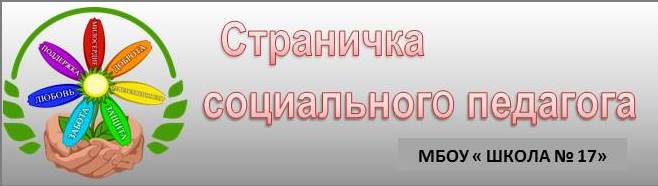 МИЛОСЕРДИЕ
ДОБРОТА
ПОДДЕРЖКА
ЛЮБОВЬ
ЗАБОТА
ЗАЩИТА
Страничка
социального педагога
МБОУ « ШКОЛА № 17»